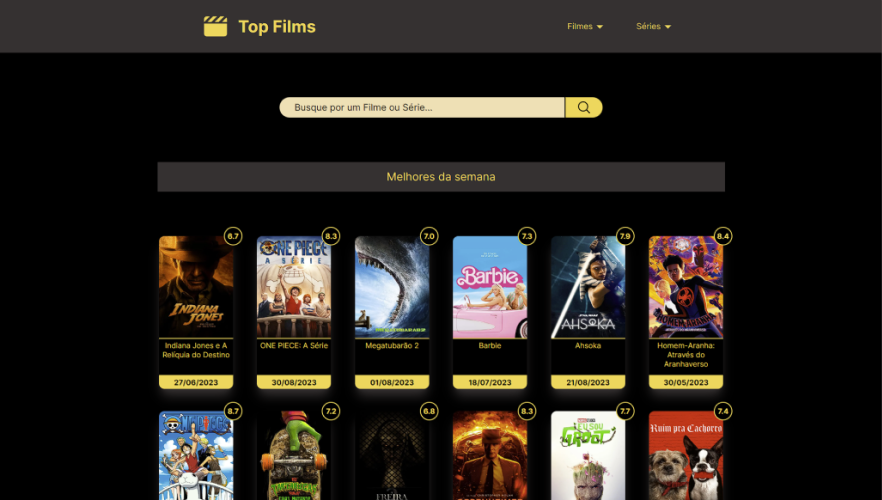 Top Films
Filmes
Séries
Busque por um Filme ou Série...
Melhores da semana
6.7
8.3
7.0
7.3
7.9
8.4
INDIANA
JONES
ONE PIECE
A SÉRIE
Barbie
AHSOKA
Indiana Jones e A
Relíquia do Destino
ONE PIECE: A Série
Megatubarão 2
Barbie
Ahsoka
Homem-Aranha:
Através do
Aranhaverso
27/06/2023
30/08/2023
01/08/2023
18/07/2023
21/08/2023
30/05/2023
8.7
7.2
6.8
8.3
7.7
7.4
ONE PIECE
EU SOU
GROOT
Ruim pra Cachorro
FREIRA